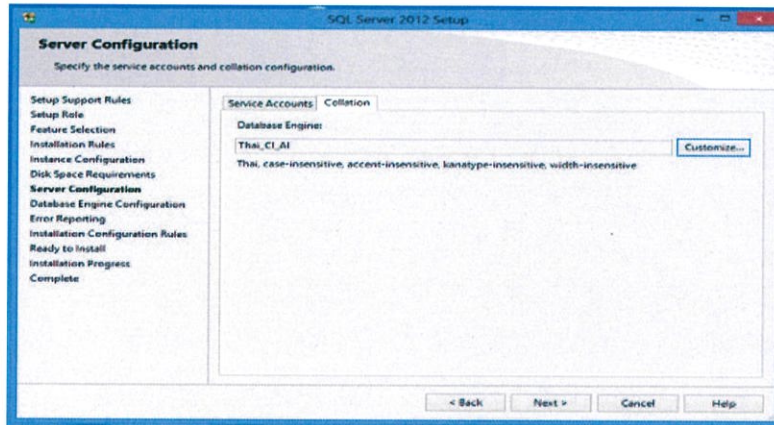 SQL Server 2012 Setup
Server Configuration
Specify the service accounts and collation configuration.
Setup Support Rules
Setup Role
Feature Selection
Installation Rules
Instance Configuration
Disk Space Requirements
Server Configuration
Database Engine Configuration
Error Reporting
Installation Configuration Rules
Ready to Install
Installation Progress
Complete
Service Accounts Collation
Database Engine:
Thai_CI_AI Customize...
Thai, case-insensitive, accent-insensitive, kanatype-insensitive, width-insensitive
< Back Next > Cancel Help